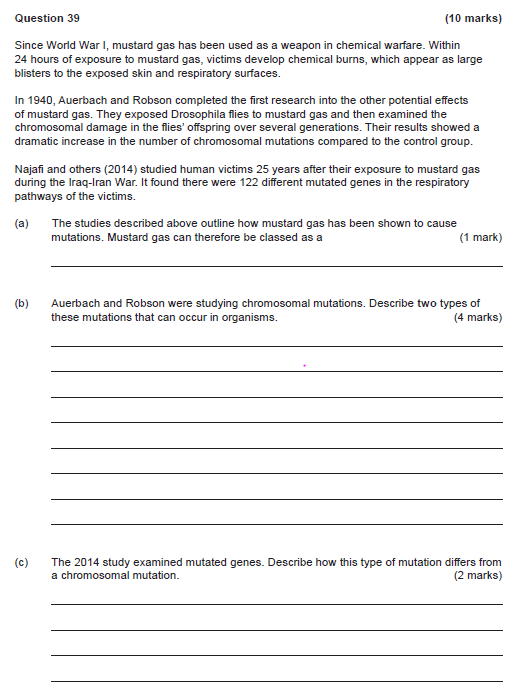 Question 39 (10 marks)
Since World War I, mustard gas has been used as a weapon in chemical warfare. Within
24 hours of exposure to mustard gas, victims develop chemical burns, which appear as large
blisters to the exposed skin and respiratory surfaces.
In 1940, Auerbach and Robson completed the first research into the other potential effects
of mustard gas. They exposed Drosophila flies to mustard gas and then examined the
chromosomal damage in the flies' offspring over several generations. Their results showed a
dramatic increase in the number of chromosomal mutations compared to the control group.
Najafi and others (2014) studied human victims 25 years after their exposure to mustard gas
during the Iraq-Iran War. It found there were 122 different mutated genes in the respiratory
pathways of the victims.
(a) The studies described above outline how mustard gas has been shown to cause
mutations. Mustard gas can therefore be classed as a (1 mark)
(b) Auerbach and Robson were studying chromosomal mutations. Describe two types of
these mutations that can occur in organisms. (4 marks)
(c) The 2014 study examined mutated genes. Describe how this type of mutation differs from
a chromosomal mutation. (2 marks)